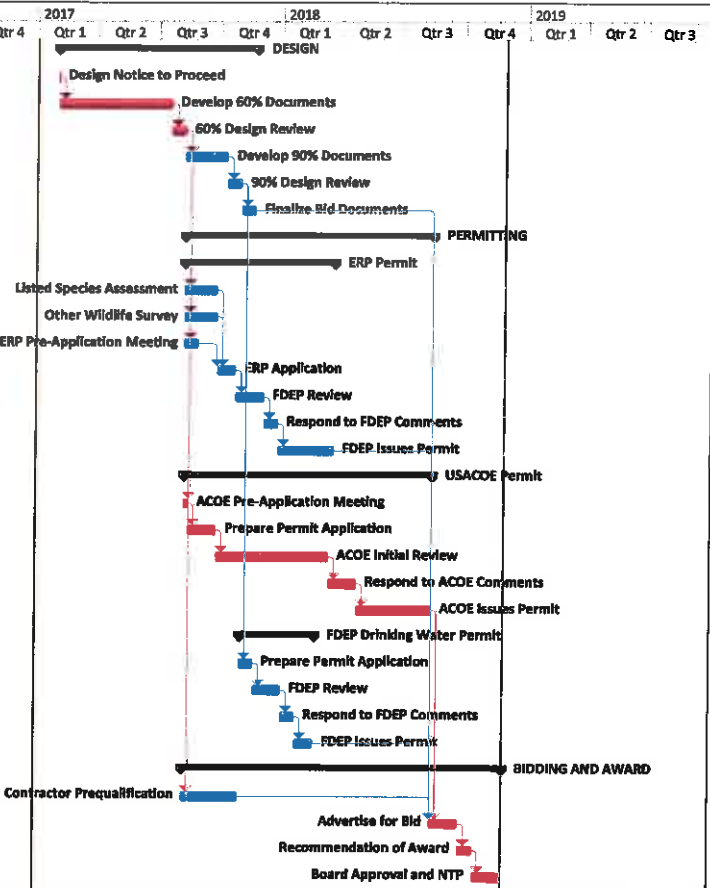 2017 2018 2019
Qtr 4 Qtr 1 Qtr 2 Qtr 3 Qtr 4 Qtr 1 Qtr 2 Qtr 3 Qtr 4 Qtr 1 Qtr 2 Qtr 3
DESIGN
Design Notice to Proceed
Develop 60% Documents
60% Design Review
Develop 90% Documents
90% Design Review
Finalize Bid Documents
PERMITTING
ERP Permit
Listed Species Assessment
Other Wildlife Survey
ERP Pre-Application Meeting
ERP Application
FDEP Review
Respond to FDEP Comments
FDEP Issues Permit
USACOE Permit
ACOE Pre-Application Meeting
Prepare Permit Application
ACOE Initial Review
Respond to ACOE Comments
ACOE Issues Permit
FDEP Drinking Water Permit
Prepare Permit Application
FDEP Review
Respond to FDEP Comments
FDEP Issues Permit
BIDDING AND AWARD
Contractor Prequalification
Advertise for Bid
Recommendation of Award
Board Approval and NTP